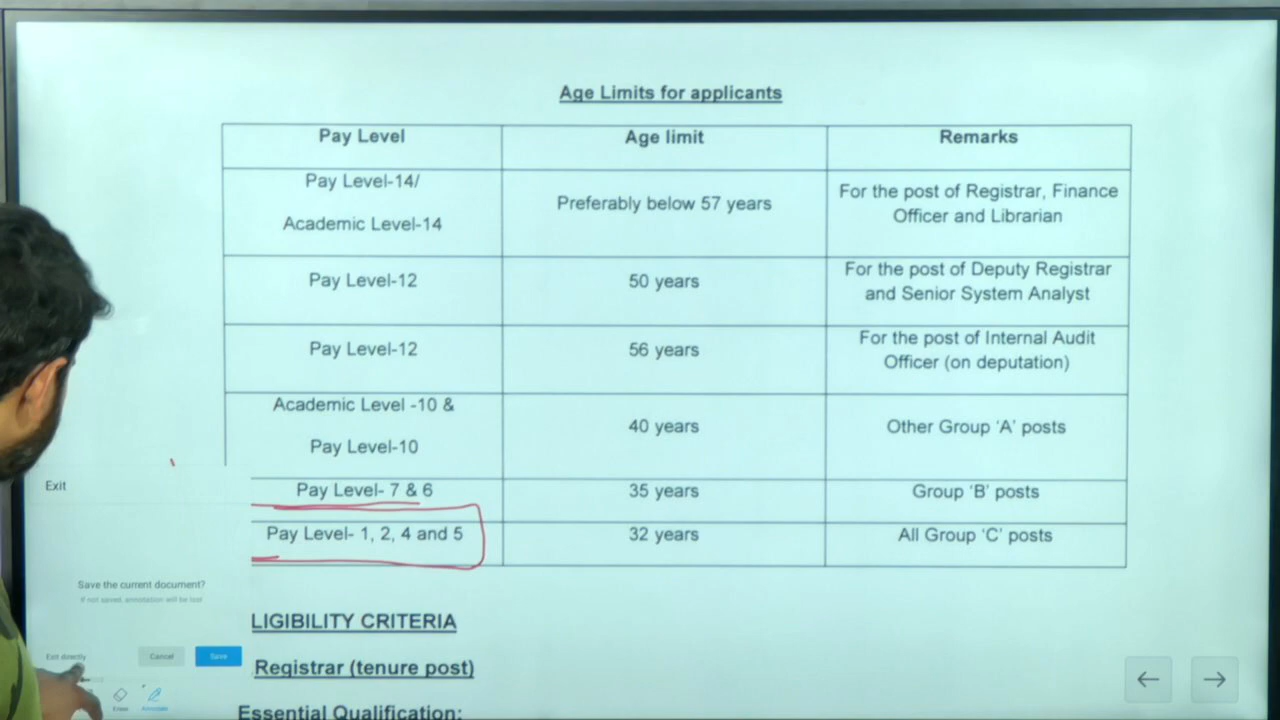 Age Limits for applicants
Pay Level
Age limit
Remarks
Pay Level-14/
Academic Level-14
Preferably below 57 years
For the post of Registrar, Finance
Officer and Librarian
Pay Level-12
50 years
For the post of Deputy Registrar
and Senior System Analyst
Pay Level-12
56 years
For the post of Internal Audit
Officer (on deputation)
Academic Level -10 &
Pay Level-10
40 years
Other Group ‘A’ posts
Pay Level- 7 & 6
35 years
Group ‘B’ posts
Pay Level- 1, 2, 4 and 5
32 years
All Group ‘C’ posts
LIGIBILITY CRITERIA
Registrar (tenure post)
Essential Qualification:
Exit
Save the current document?
If not saved, annotation will be lost
Exit directly
Cancel
Save
Erase
Annotate